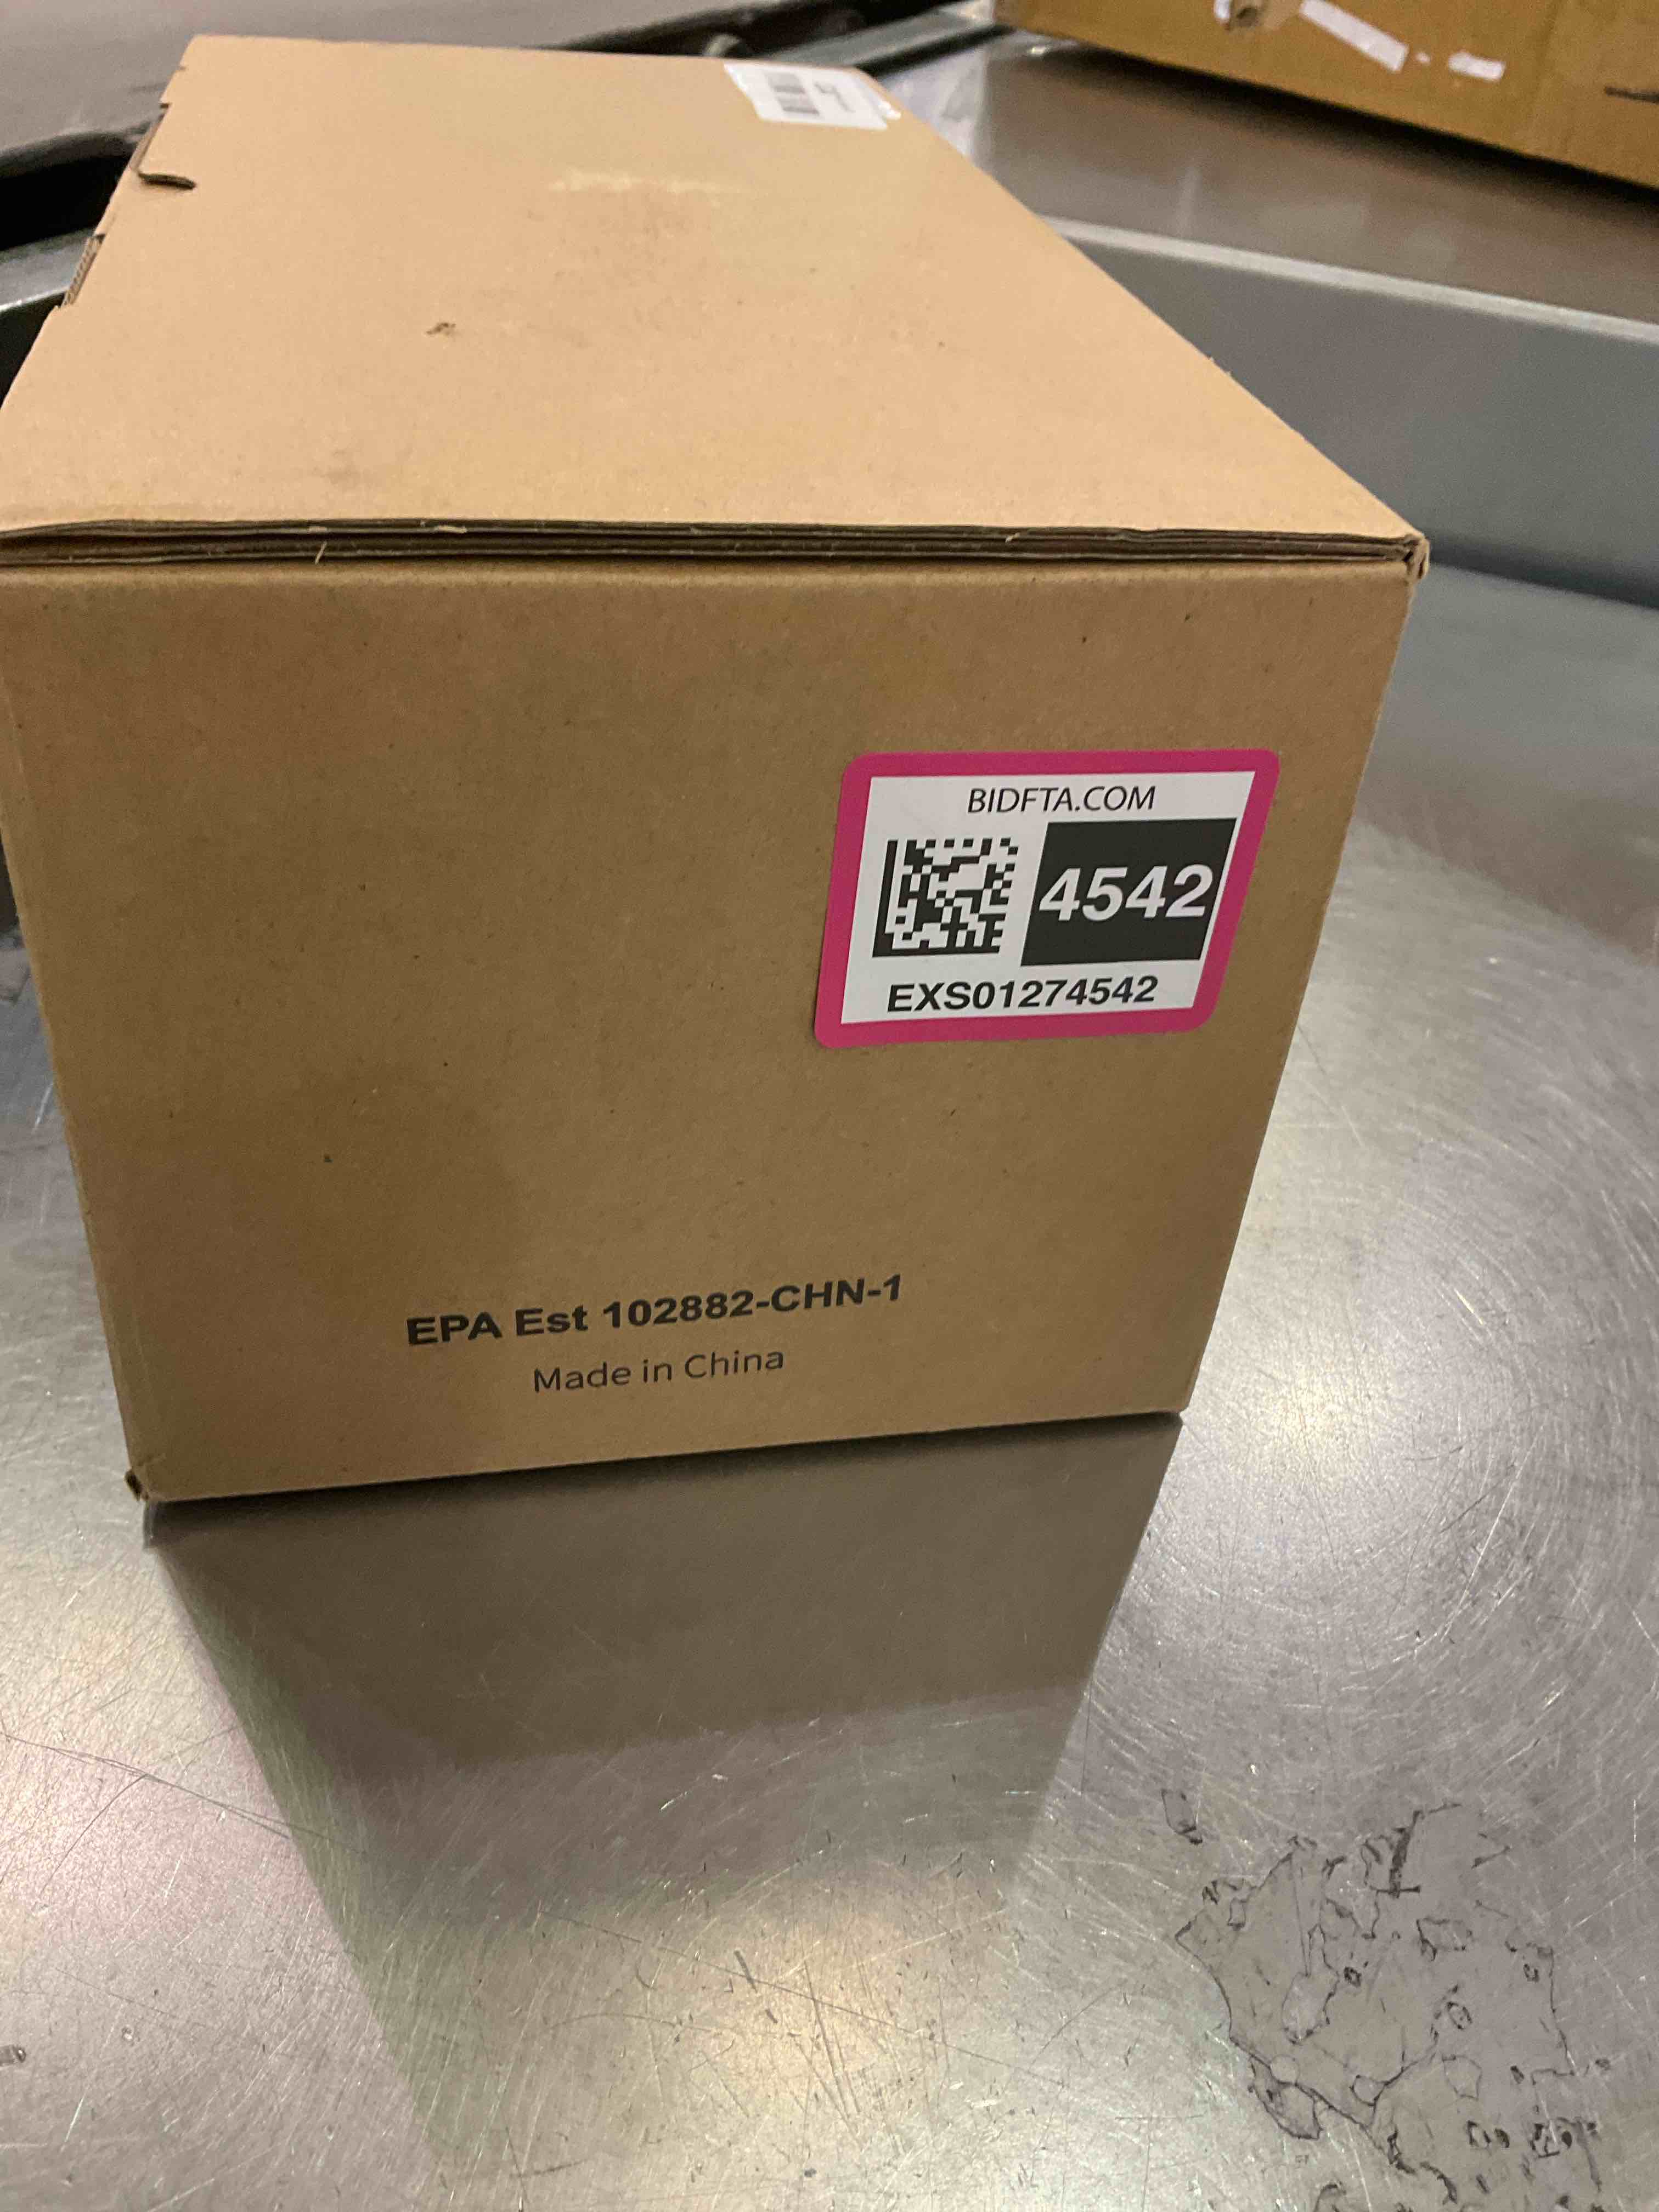 BIDFTA.COM
4542
EXS01274542
EPA Est 102882-CHN-1
Made in China